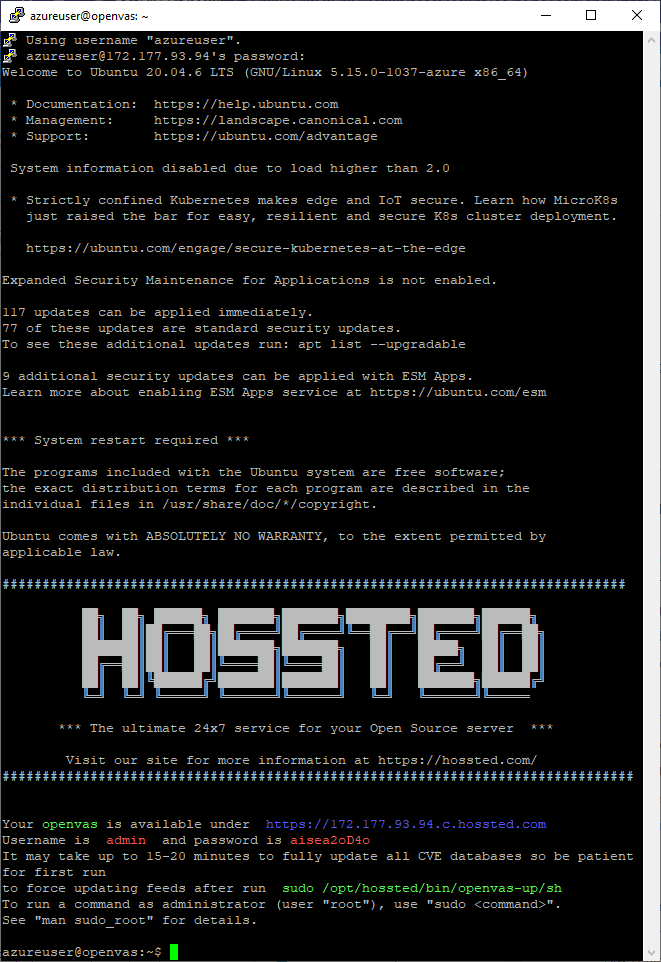 azureuser@openvas: ~
Using username "azureuser".
azureuser@172.177.93.94's password:
Welcome to Ubuntu 20.04.6 LTS (GNU/Linux 5.15.0-1037-azure x86_64)
* Documentation:  https://help.ubuntu.com
* Management:     https://landscape.canonical.com
* Support:        https://ubuntu.com/advantage
System information disabled due to load higher than 2.0
* Strictly confined Kubernetes makes edge and IoT secure. Learn how MicroK8s
just raised the bar for easy, resilient and secure K8s cluster deployment.
https://ubuntu.com/engage/secure-kubernetes-at-the-edge
Expanded Security Maintenance for Applications is not enabled.
117 updates can be applied immediately.
77 of these updates are standard security updates.
To see these additional updates run: apt list --upgradable
9 additional security updates can be applied with ESM Apps.
Learn more about enabling ESM Apps service at https://ubuntu.com/esm
*** System restart required ***
The programs included with the Ubuntu system are free software;
the exact distribution terms for each program are described in the
individual files in /usr/share/doc/*/copyright.
Ubuntu comes with ABSOLUTELY NO WARRANTY, to the extent permitted by
applicable law.
##############################################################################
HOSSTED
*** The ultimate 24x7 service for your Open Source server  ***
Visit our site for more information at https://hossted.com/
###############################################################################
Your openvas is available under  https://172.177.93.94.c.hossted.com
Username is  admin  and password is aisea2oD4o
It may take up to 15-20 minutes to fully update all CVE databases so be patient
for first run
to force updating feeds after run  sudo /opt/hossted/bin/openvas-up/sh
To run a command as administrator (user "root"), use "sudo <command>".
See "man sudo_root" for details.
azureuser@openvas:~$